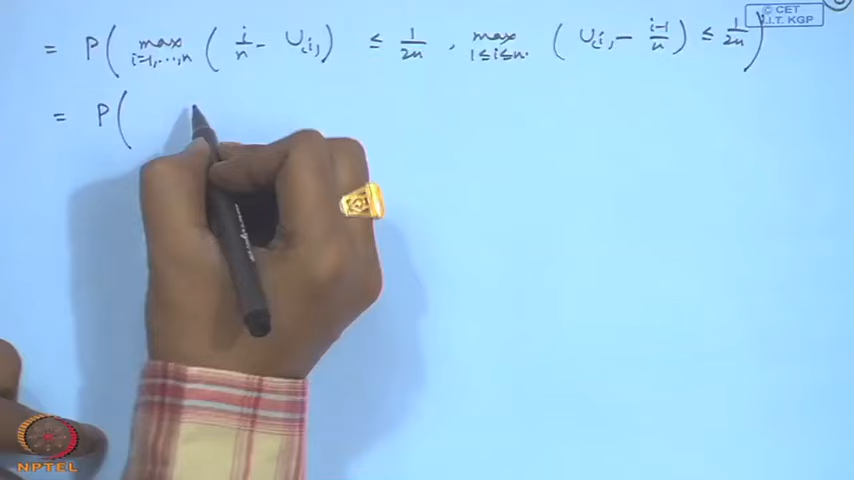 © CET
I.I.T. KGP
= P( max_{i=1,...,n} ( i/n - U_(i) ) ≤ 1/2n , max_{1≤i≤n} ( U_(i) - (i-1)/n ) ≤ 1/2n )
= P(
NPTEL